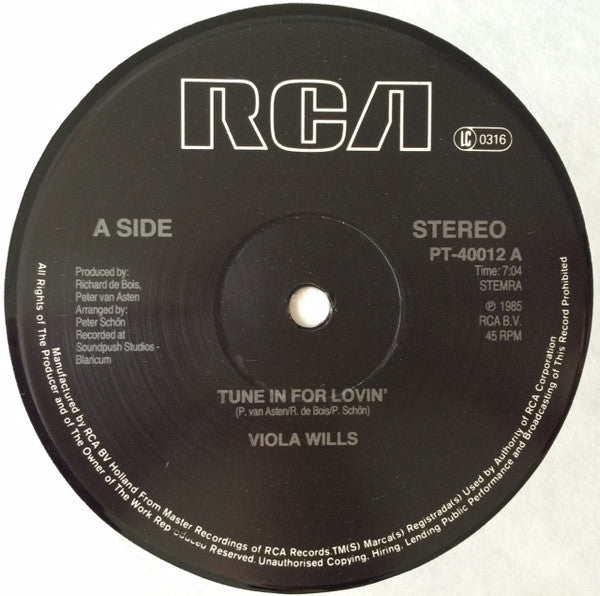 RCA
LC 0316
A SIDE
STEREO
PT-40012 A
Time: 7:04
STEMRA
℗ 1985
RCA B.V.
45 RPM
Produced by:
Richard de Bois,
Peter van Asten
Arranged by:
Peter Schön
Recorded at
Soundpush Studios -
Blaricum
TUNE IN FOR LOVIN'
(P. van Asten/R. de Bois/P. Schön)
VIOLA WILLS
Manufactured by RCA BV Holland From Master Recordings of RCA Records.TM(S) Marca(s) Registrada(s) Used by Authority of RCA Corporation
All Rights of The Producer and of The Owner of The Work Reproduced Reserved. Unauthorised Copying, Hiring, Lending Public Performance and Broadcasting of This Record Prohibited